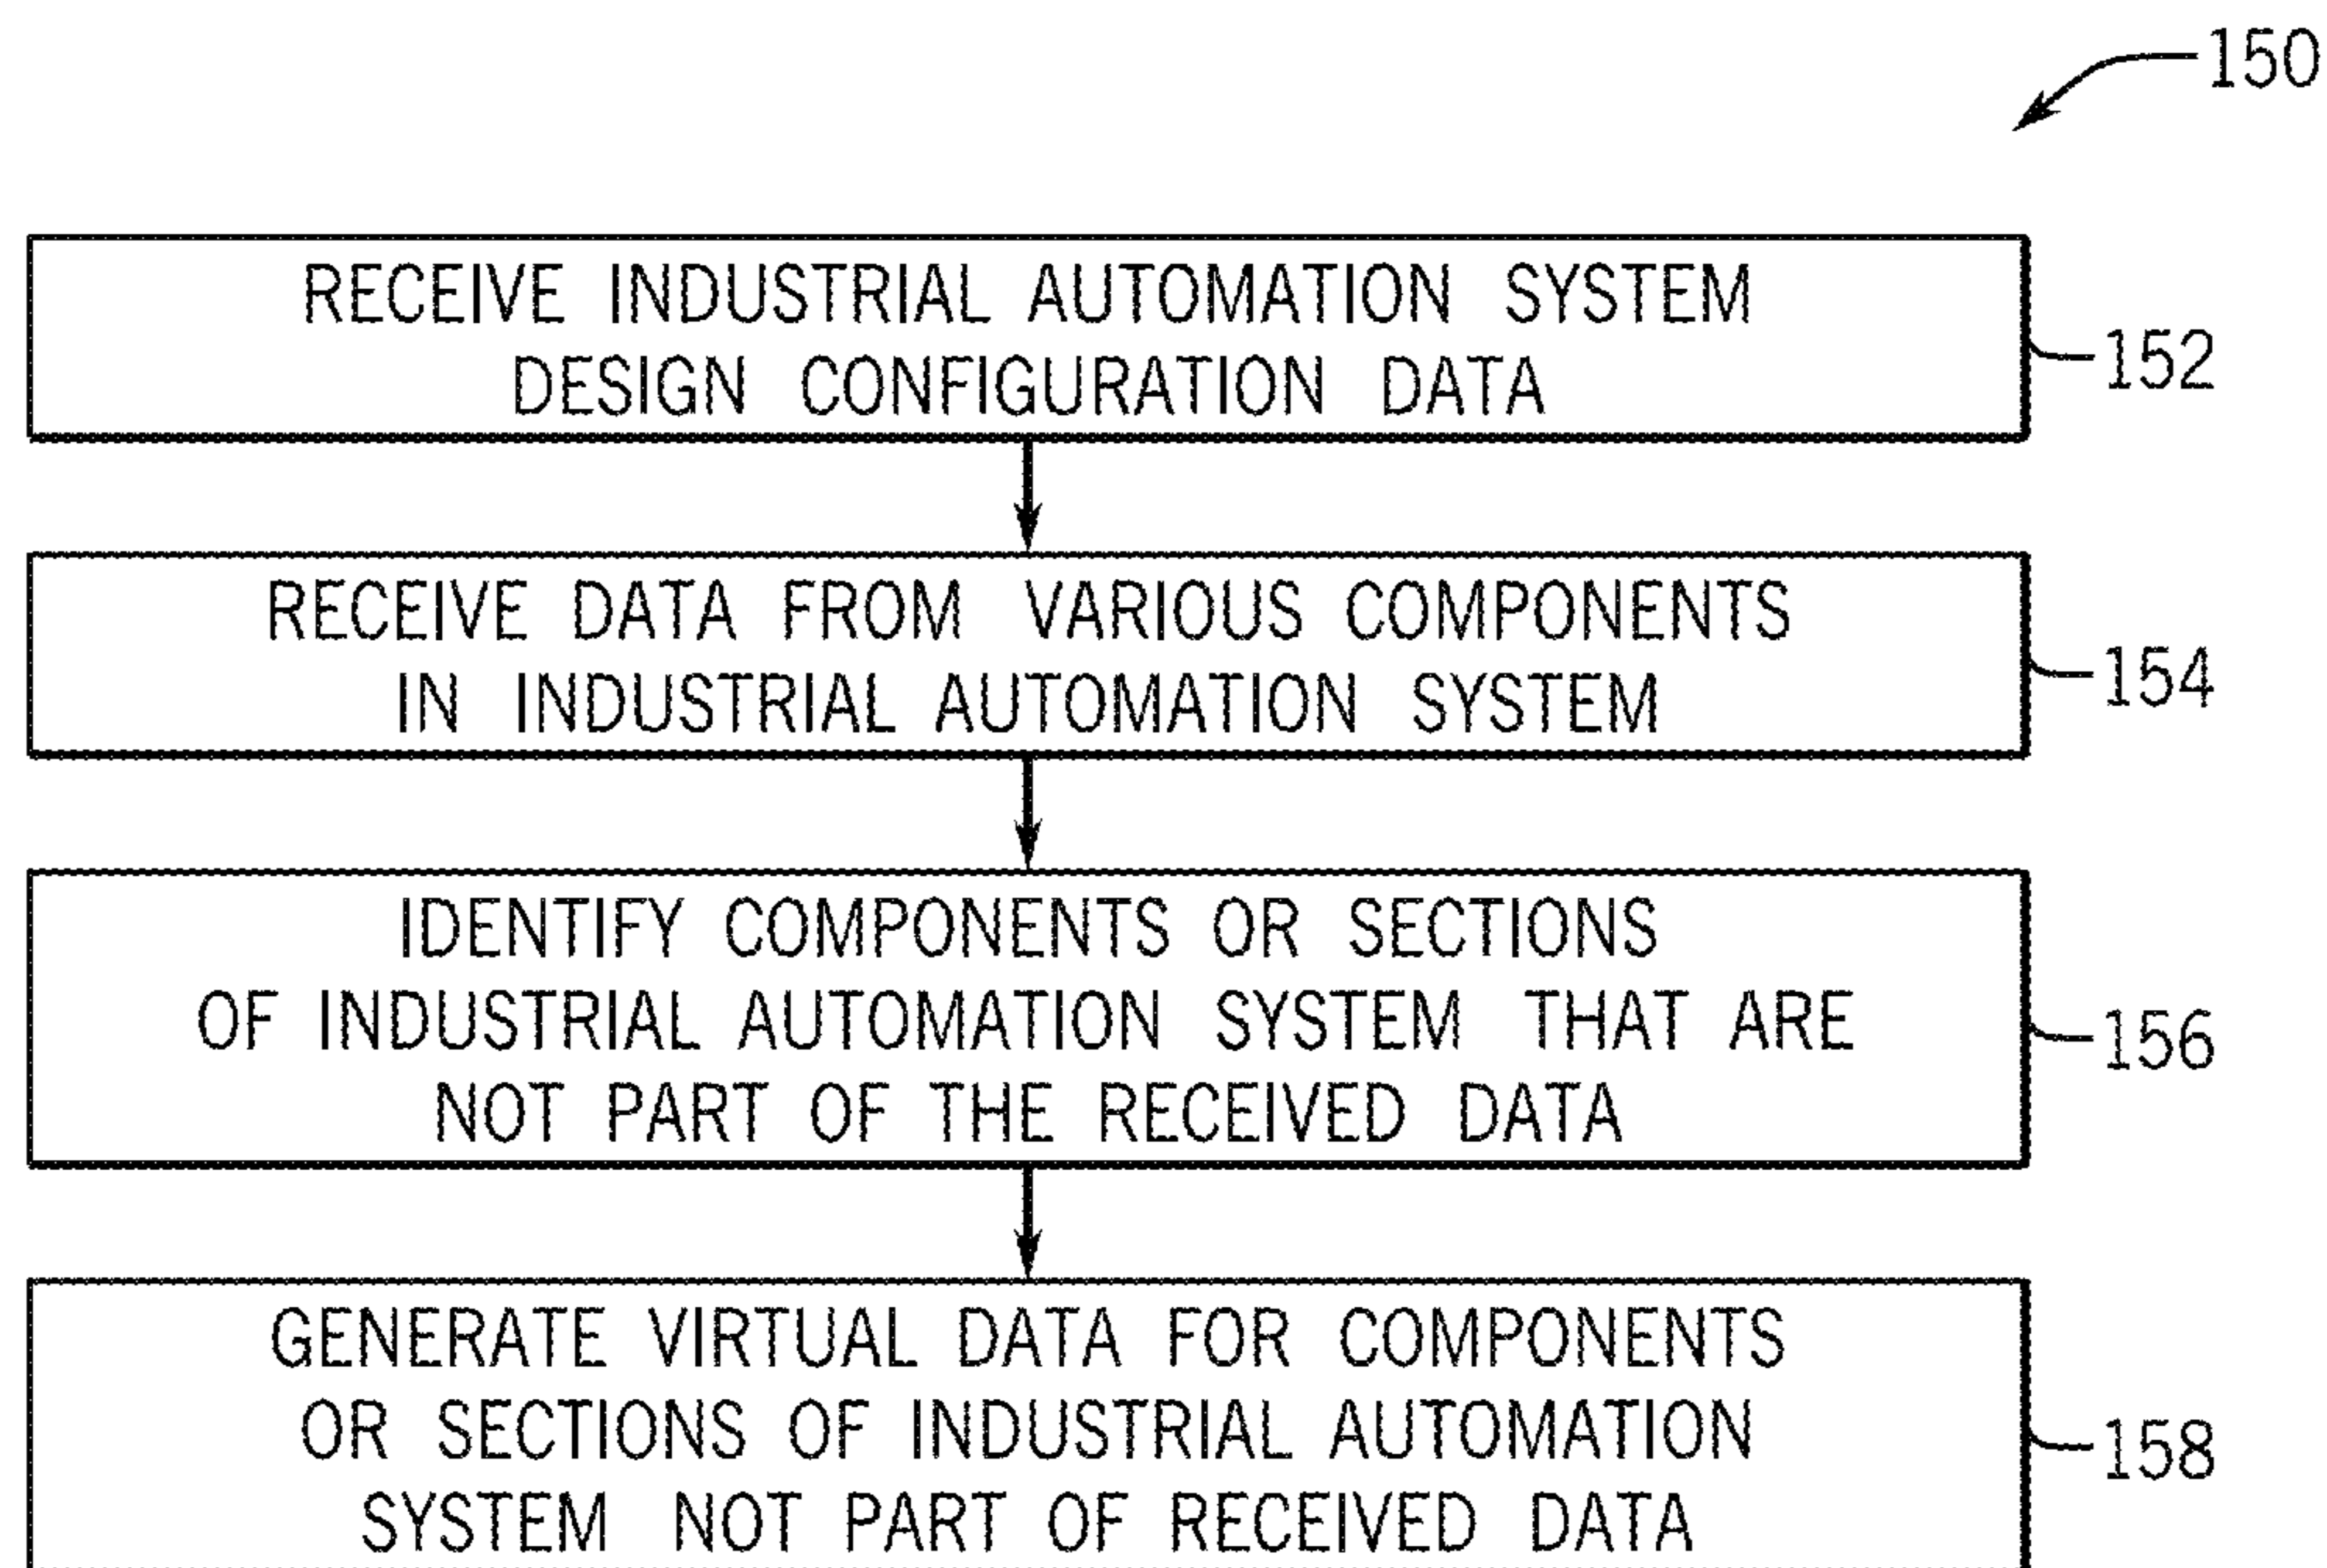 150
RECEIVE INDUSTRIAL AUTOMATION SYSTEM
DESIGN CONFIGURATION DATA
152
RECEIVE DATA FROM VARIOUS COMPONENTS
IN INDUSTRIAL AUTOMATION SYSTEM
154
IDENTIFY COMPONENTS OR SECTIONS
OF INDUSTRIAL AUTOMATION SYSTEM THAT ARE
NOT PART OF THE RECEIVED DATA
156
GENERATE VIRTUAL DATA FOR COMPONENTS
OR SECTIONS OF INDUSTRIAL AUTOMATION
SYSTEM NOT PART OF RECEIVED DATA
158